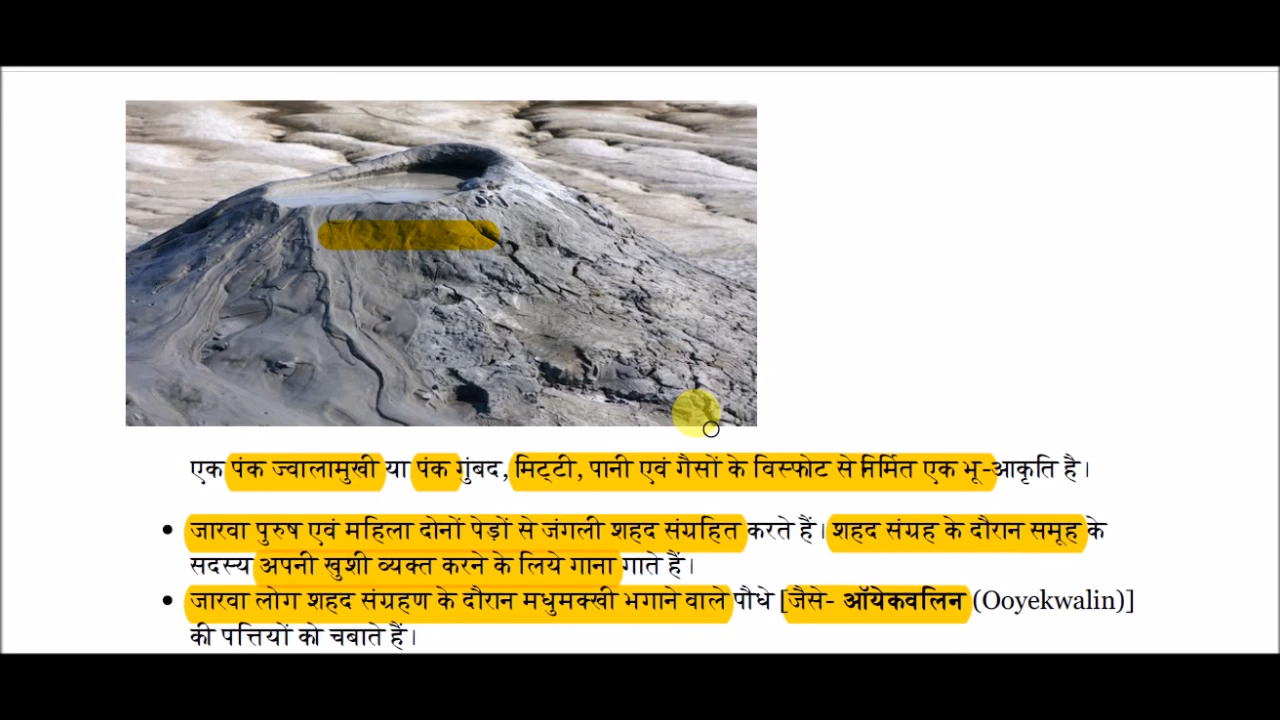 एक पंक ज्वालामुखी या पंक गुंबद, मिट्टी, पानी एवं गैसों के विस्फोट से निर्मित एक भू-आकृति है।
• जारवा पुरुष एवं महिला दोनों पेड़ों से जंगली शहद संग्रहित करते हैं। शहद संग्रह के दौरान समूह के
सदस्य अपनी खुशी व्यक्त करने के लिये गाना गाते हैं।
• जारवा लोग शहद संग्रहण के दौरान मधुमक्खी भगाने वाले पौधे [जैसे- ऑयेकवलिन (Ooyekwalin)]
की पत्तियों को चबाते हैं।